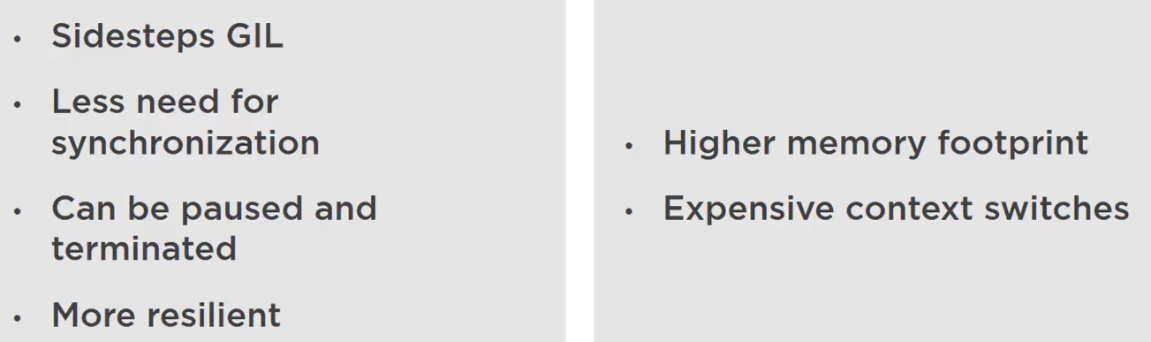 • Sidesteps GIL
• Less need for
synchronization
• Can be paused and
terminated
• More resilient
• Higher memory footprint
• Expensive context switches